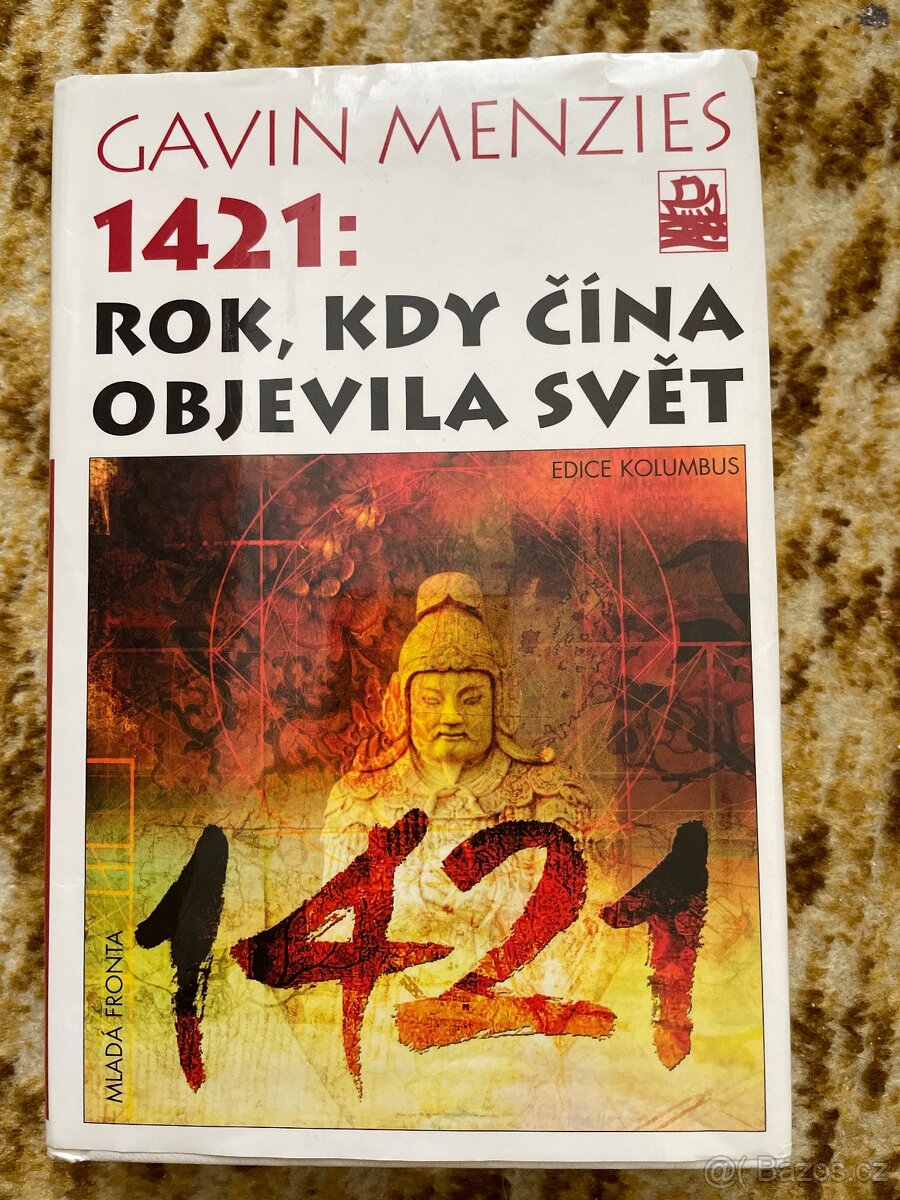 GAVIN MENZIES
1421:
ROK, KDY ČÍNA
OBJEVILA SVĚT
EDICE KOLUMBUS
1421
MLADÁ FRONTA
@( Bazos.cz